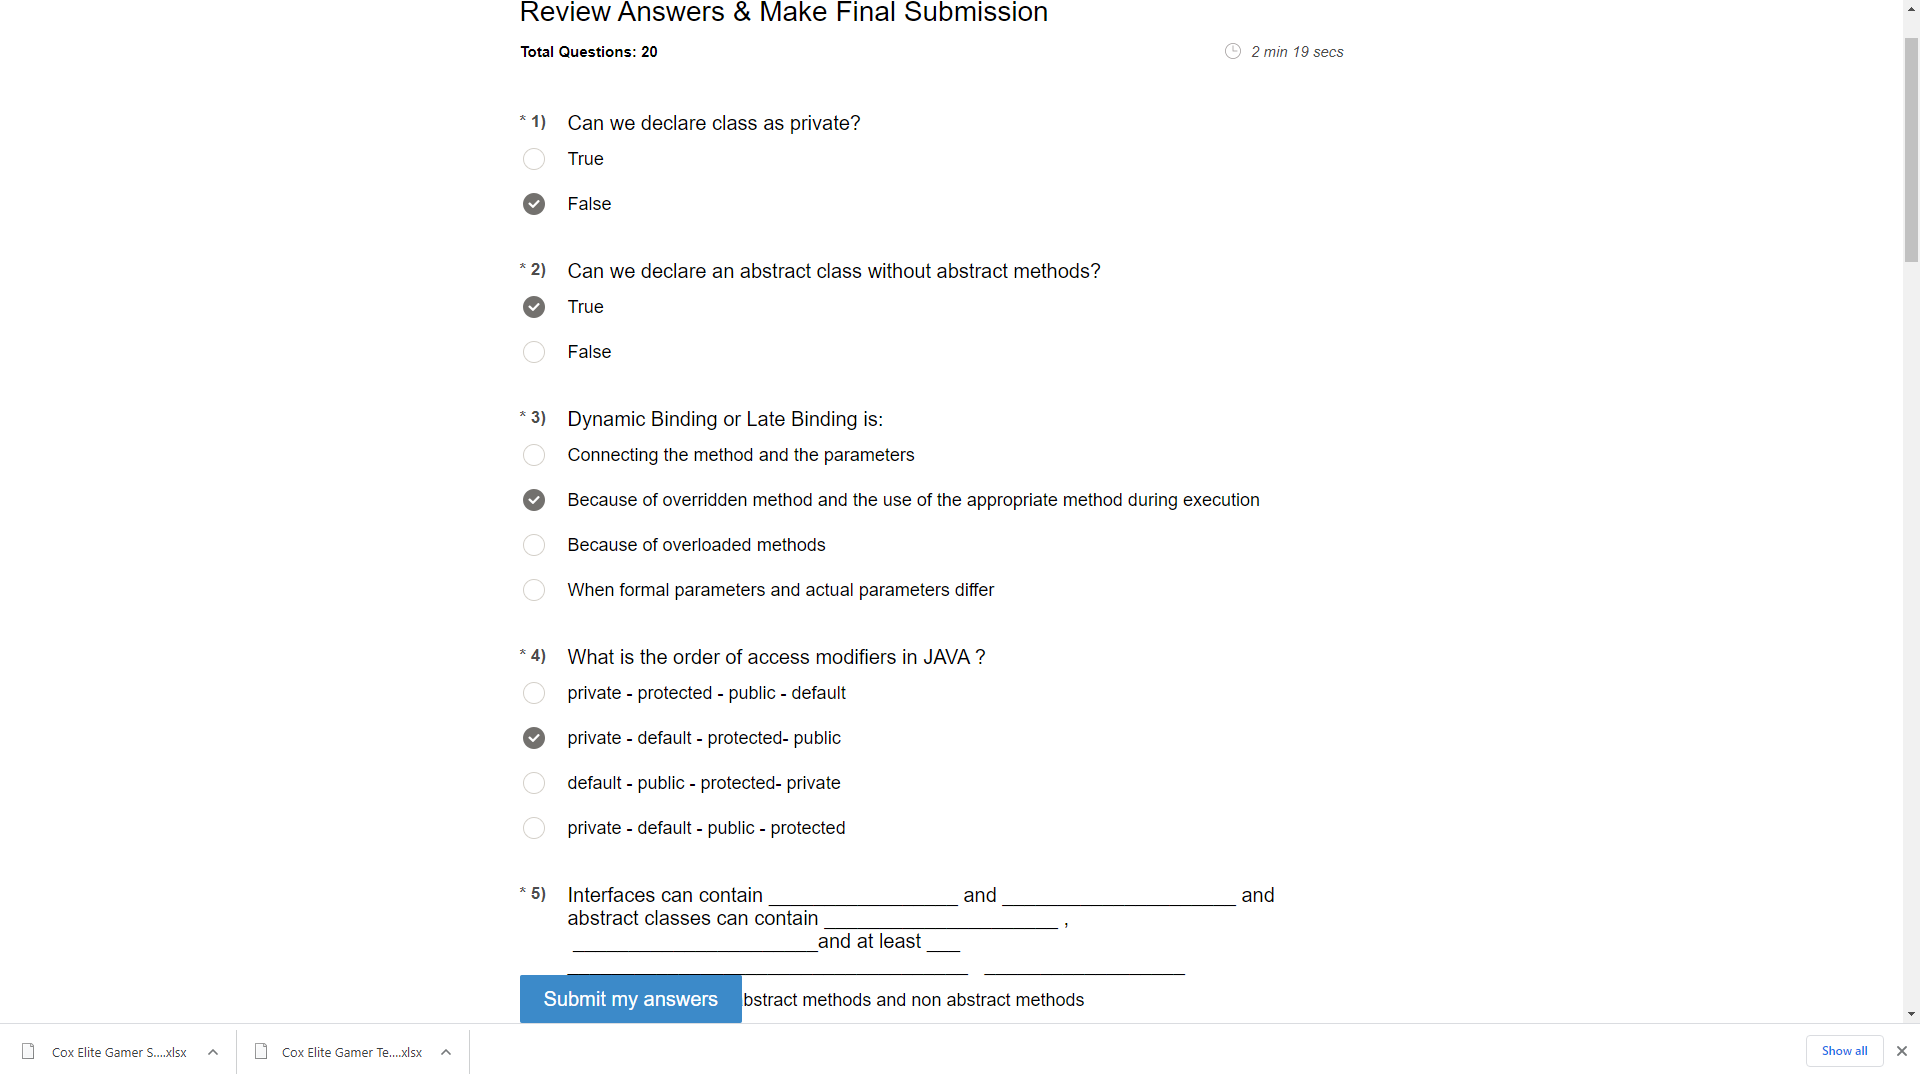 Review Answers & Make Final Submission
Total Questions: 20
2 min 19 secs
* 1) Can we declare class as private?
True
False
* 2) Can we declare an abstract class without abstract methods?
True
False
* 3) Dynamic Binding or Late Binding is:
Connecting the method and the parameters
Because of overridden method and the use of the appropriate method during execution
Because of overloaded methods
When formal parameters and actual parameters differ
* 4) What is the order of access modifiers in JAVA ?
private - protected - public - default
private - default - protected- public
default - public - protected- private
private - default - public - protected
* 5) Interfaces can contain _________________ and _____________________ and
abstract classes can contain _____________________ ,
______________________and at least ___
____________________________________ __________________
Submit my answers
bstract methods and non abstract methods
Cox Elite Gamer S....xlsx
Cox Elite Gamer Te....xlsx
Show all